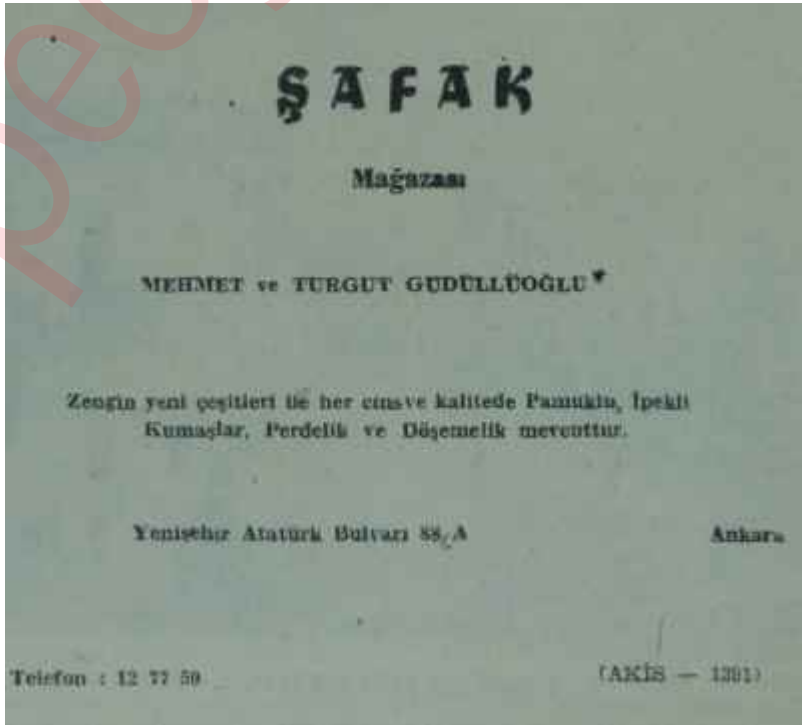 ŞAFAK
Mağazası
MEHMET ve TURGUT GÜDÜLLÜOĞLU
Zengin yeni çeşitleri ile her cins ve kalitede Pamuklu, İpekli
Kumaşlar, Perdelik ve Döşemelik mevcuttur.
Yenişehir Atatürk Bulvarı 88/A Ankara
Telefon : 12 77 59 (AKİS — 1391)